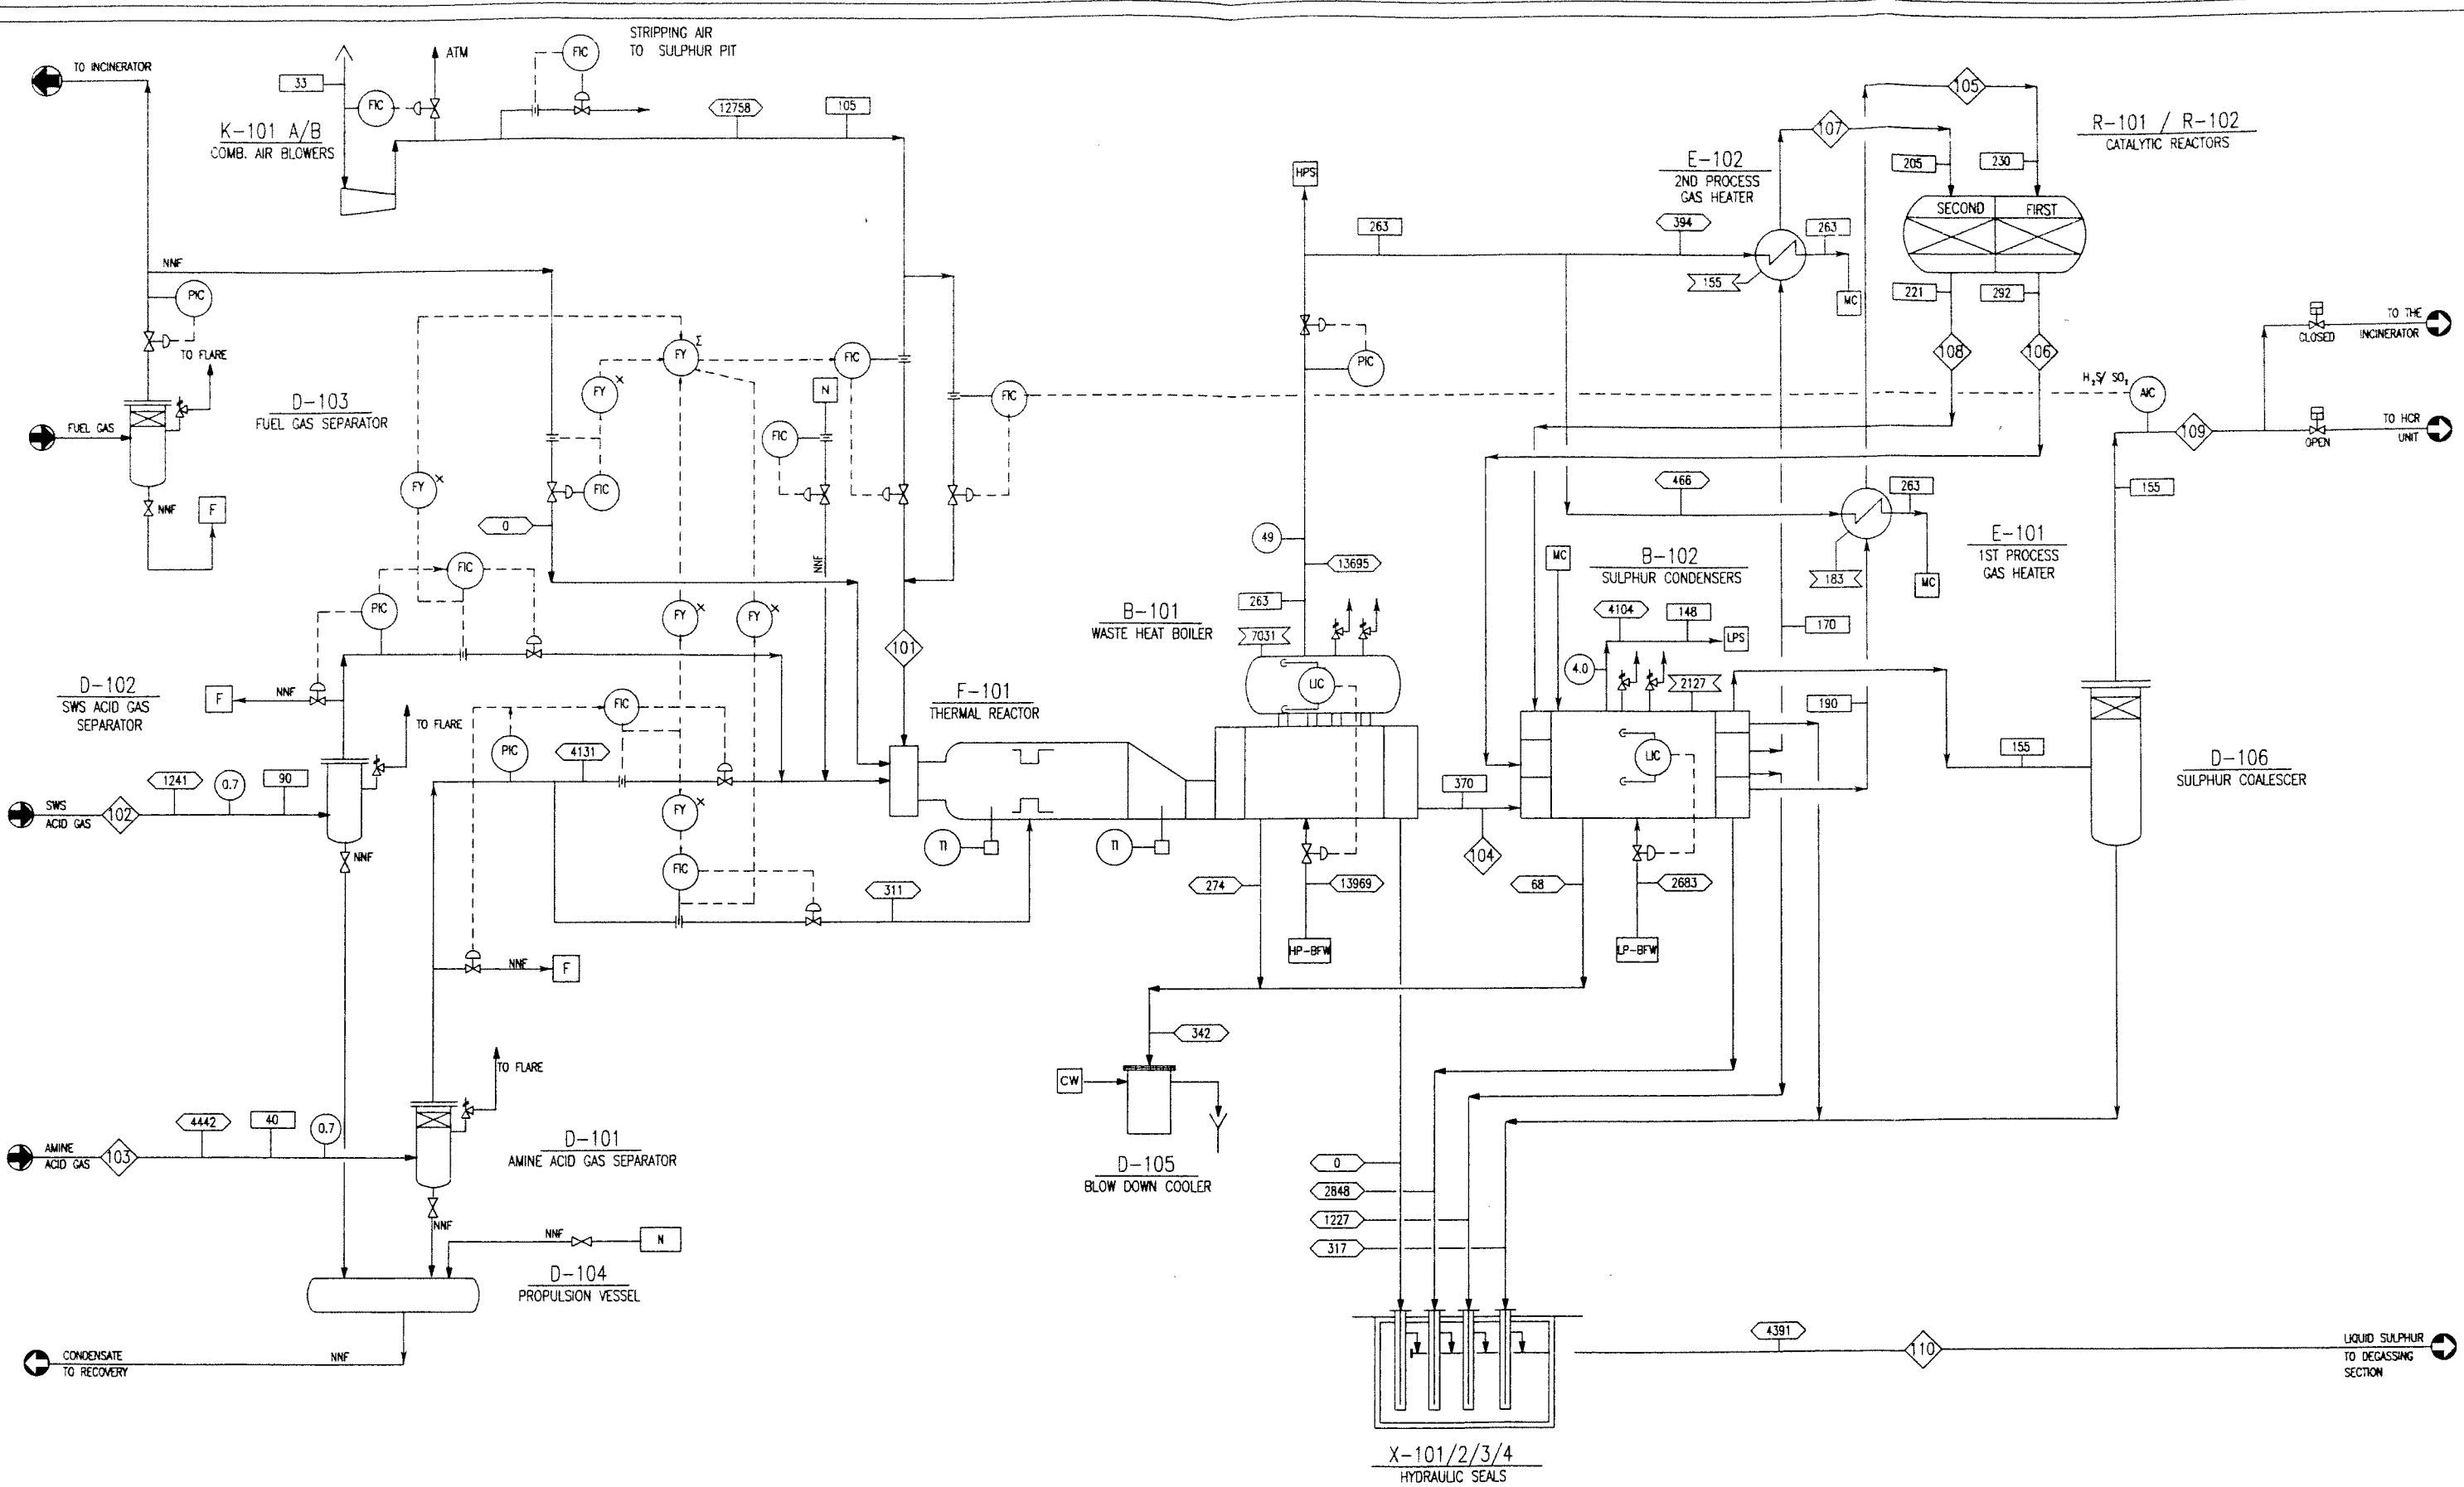 STRIPPING AIR
TO SULPHUR PIT
TO INCINERATOR
ATM
FIC
33
FIC
12758
105
K-101 A/B
COMB. AIR BLOWERS
105
107
R-101 / R-102
CATALYTIC REACTORS
E-102
2ND PROCESS
GAS HEATER
205
230
HPS
SECOND
FIRST
263
394
263
NNF
155
MC
221
292
PIC
TO FLARE
FY
Σ
FIC
PIC
108
106
CLOSED
TO THE
INCINERATOR
FY
X
N
FIC
H2S/ SO2
AIC
D-103
FUEL GAS SEPARATOR
FUEL GAS
FIC
109
OPEN
TO HCR
UNIT
FY
X
FIC
466
263
155
NNF
F
0
49
E-101
1ST PROCESS
GAS HEATER
FIC
NNF
13695
MC
B-102
SULPHUR CONDENSERS
183
MC
PIC
FY
X
FY
X
B-101
WASTE HEAT BOILER
263
7031
4104
148
LPS
170
101
4.0
D-102
SWS ACID GAS
SEPARATOR
F
NNF
F-101
THERMAL REACTOR
LIC
2127
190
TO FLARE
FIC
PIC
4131
LIC
155
D-106
SULPHUR COALESCER
1241
0.7
90
370
SWS
ACID GAS
102
FY
X
TI
TI
104
NNF
FIC
311
274
13969
68
2683
NNF
F
HP-BFW
LP-BFW
342
TO FLARE
CW
4442
40
0.7
AMINE
ACID GAS
103
D-101
AMINE ACID GAS SEPARATOR
D-105
BLOW DOWN COOLER
0
2848
1227
317
NNF
NNF
N
D-104
PROPULSION VESSEL
4391
110
LIQUID SULPHUR
TO DEGASSING
SECTION
CONDENSATE
TO RECOVERY
NNF
X-101/2/3/4
HYDRAULIC SEALS